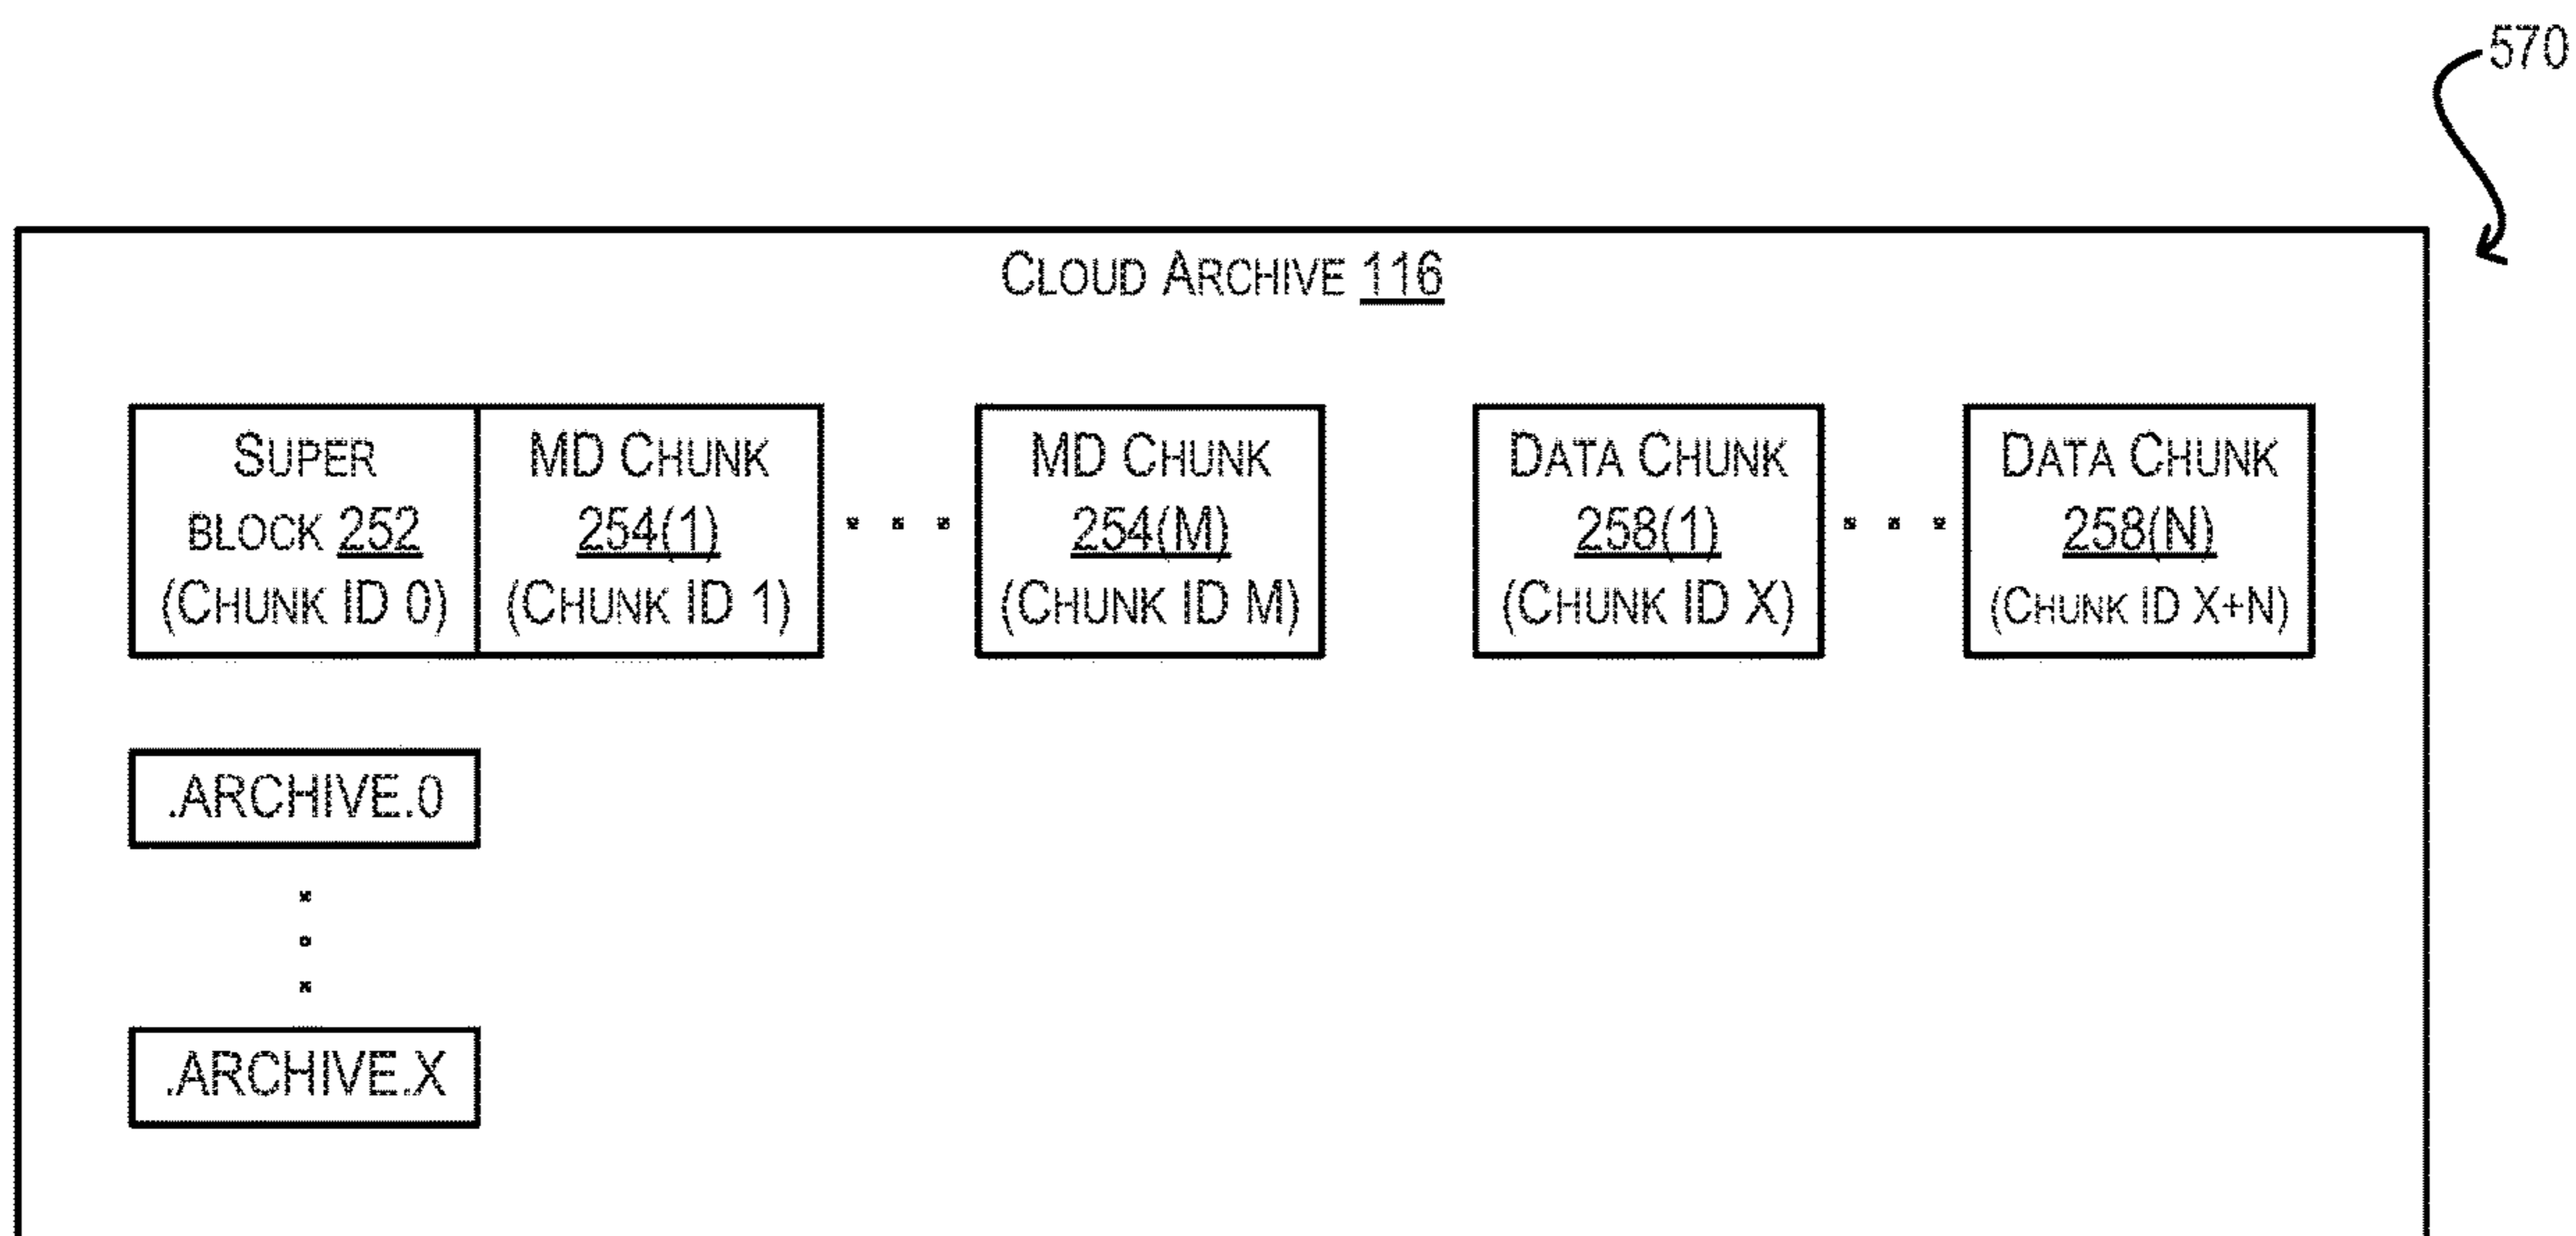 570
CLOUD ARCHIVE 116
SUPER
BLOCK 252
(CHUNK ID 0)
MD CHUNK
254(1)
(CHUNK ID 1)
MD CHUNK
254(M)
(CHUNK ID M)
DATA CHUNK
258(1)
(CHUNK ID X)
DATA CHUNK
258(N)
(CHUNK ID X+N)
.ARCHIVE.0
.ARCHIVE.X